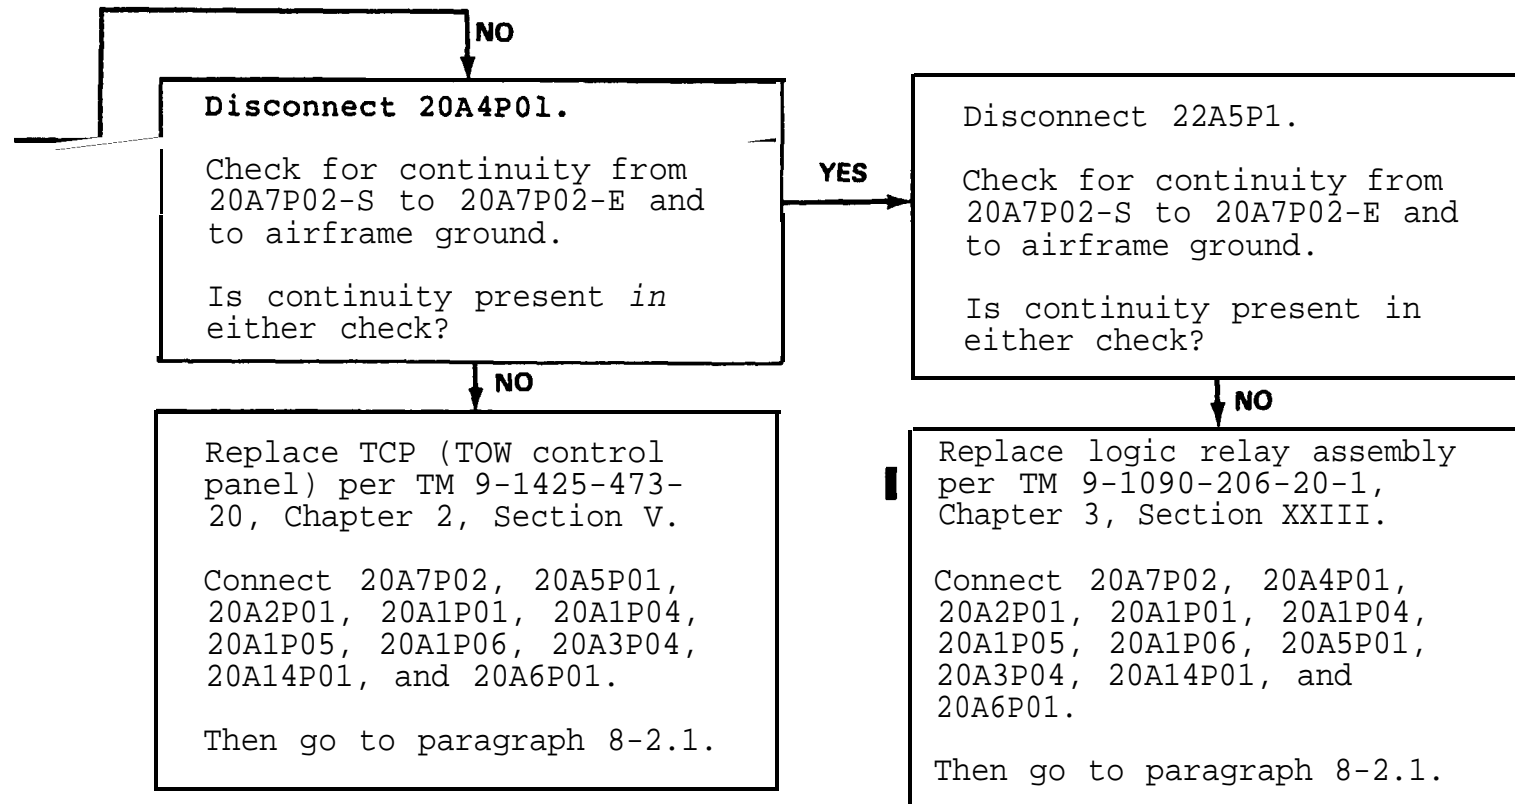 NO
Disconnect 20A4P01.
Check for continuity from
20A7P02-S to 20A7P02-E and
to airframe ground.
Is continuity present in
either check?
YES
Disconnect 22A5P1.
Check for continuity from
20A7P02-S to 20A7P02-E and
to airframe ground.
Is continuity present in
either check?
NO
Replace TCP (TOW control
panel) per TM 9-1425-473-
20, Chapter 2, Section V.
Connect 20A7P02, 20A5P01,
20A2P01, 20A1P01, 20A1P04,
20A1P05, 20A1P06, 20A3P04,
20A14P01, and 20A6P01.
Then go to paragraph 8-2.1.
NO
Replace logic relay assembly
per TM 9-1090-206-20-1,
Chapter 3, Section XXIII.
Connect 20A7P02, 20A4P01,
20A2P01, 20A1P01, 20A1P04,
20A1P05, 20A1P06, 20A5P01,
20A3P04, 20A14P01, and
20A6P01.
Then go to paragraph 8-2.1.